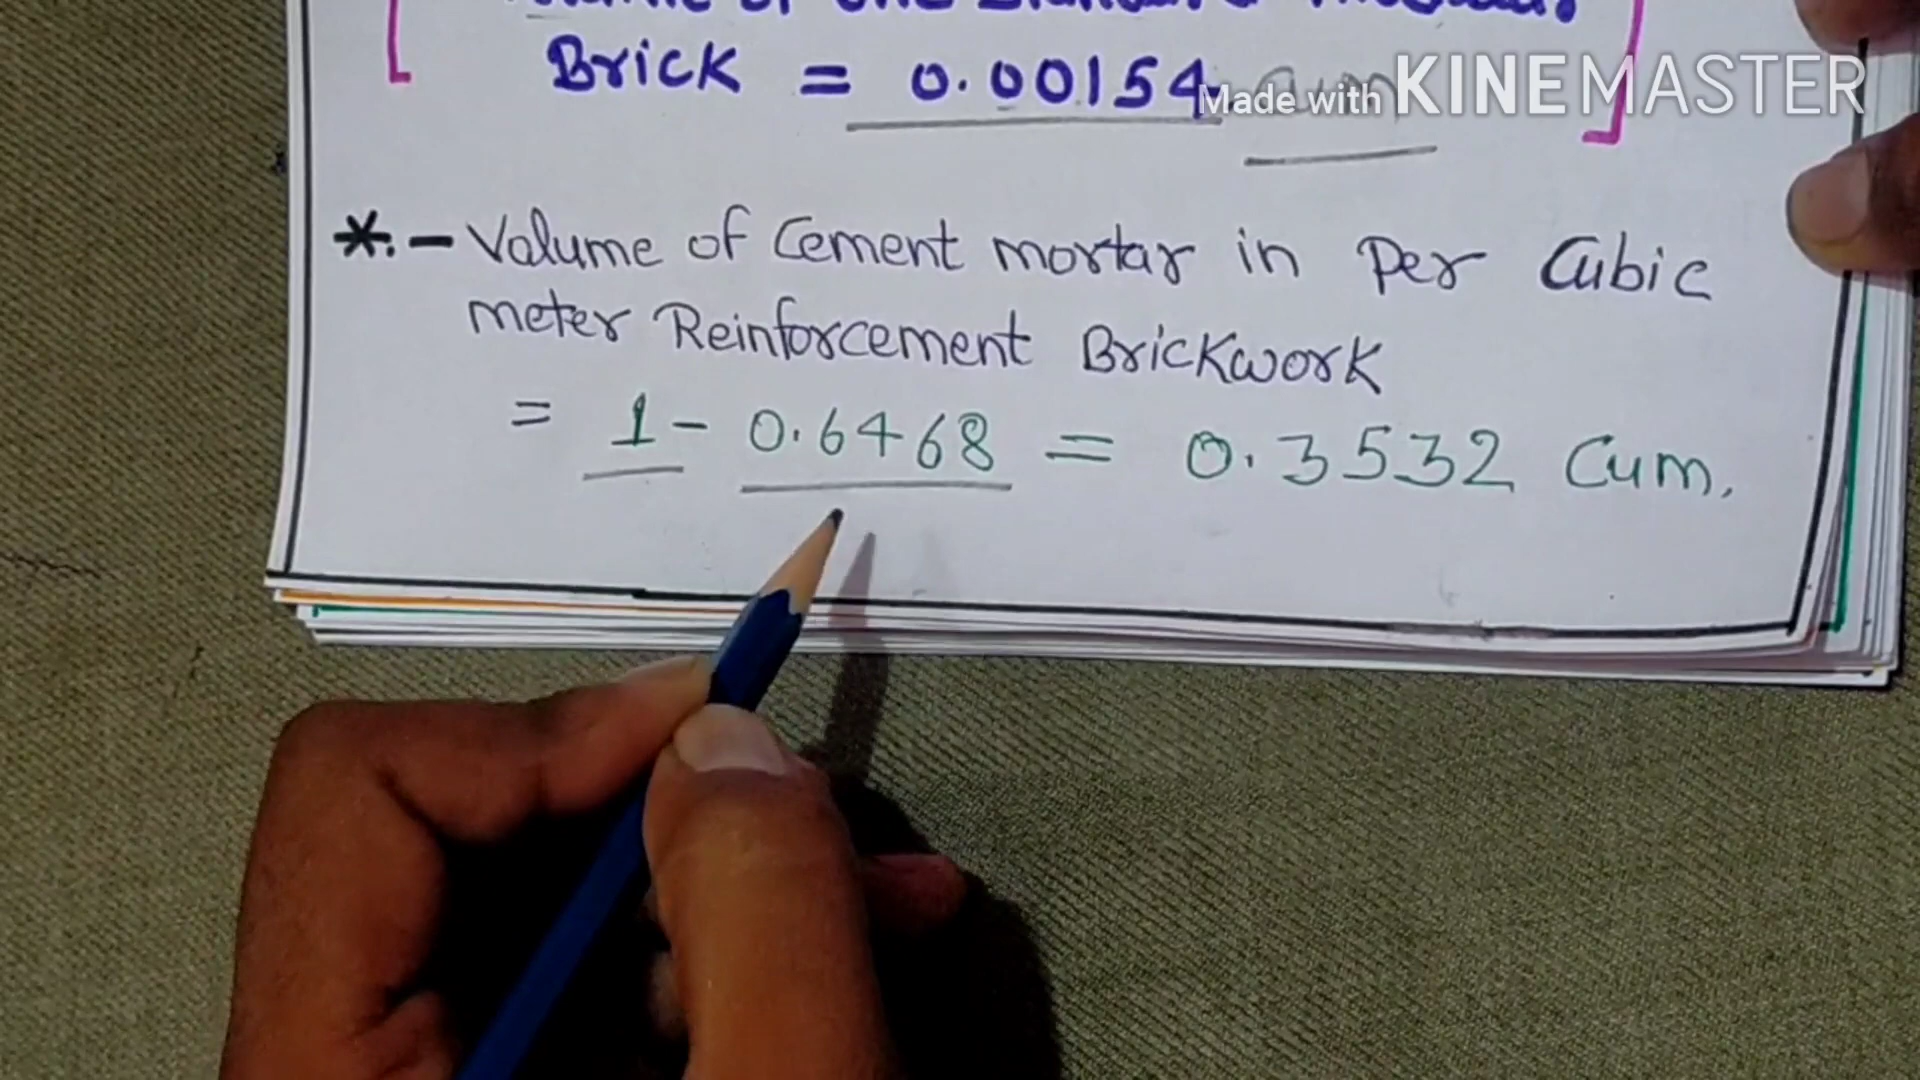 Brick = 0.00154 cum
Made with KINEMASTER
*.- Volume of Cement mortar in Per Cubic
meter Reinforcement Brickwork
= 1 - 0.6468 = 0.3532 Cum.